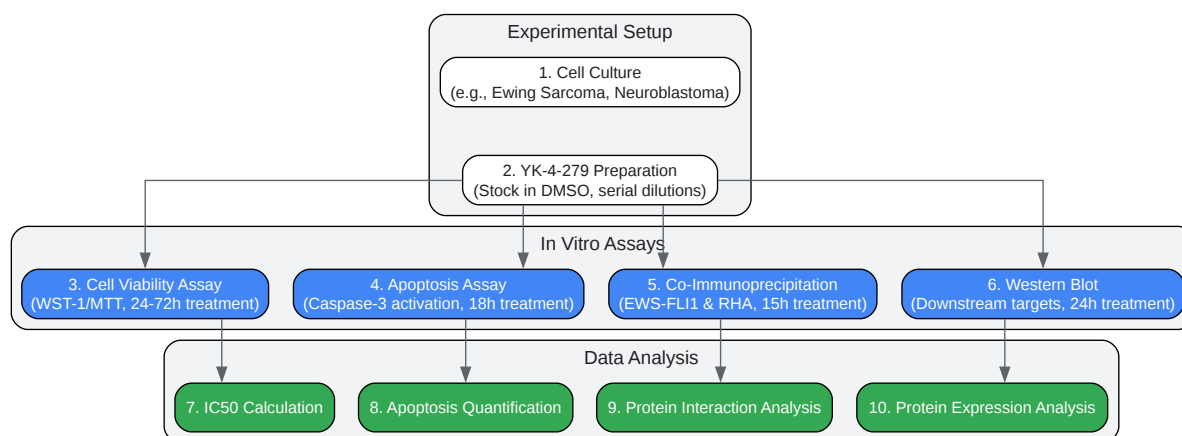 Experimental Setup
1. Cell Culture
(e.g., Ewing Sarcoma, Neuroblastoma)
2. YK-4-279 Preparation
(Stock in DMSO, serial dilutions)
In Vitro Assays
3. Cell Viability Assay
(WST-1/MTT, 24-72h treatment)
4. Apoptosis Assay
(Caspase-3 activation, 18h treatment)
5. Co-Immunoprecipitation
(EWS-FLI1 & RHA, 15h treatment)
6. Western Blot
(Downstream targets, 24h treatment)
Data Analysis
7. IC50 Calculation
8. Apoptosis Quantification
9. Protein Interaction Analysis
10. Protein Expression Analysis